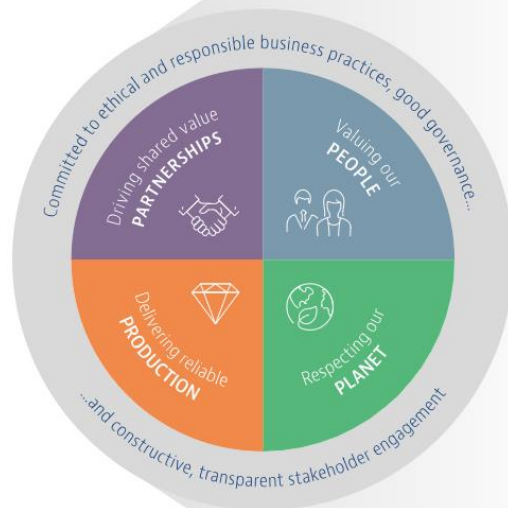 Committed to ethical and responsible business practices, good governance...
Driving shared value
PARTNERSHIPS
Valuing our
PEOPLE
Delivering reliable
PRODUCTION
Respecting our
PLANET
...and constructive, transparent stakeholder engagement